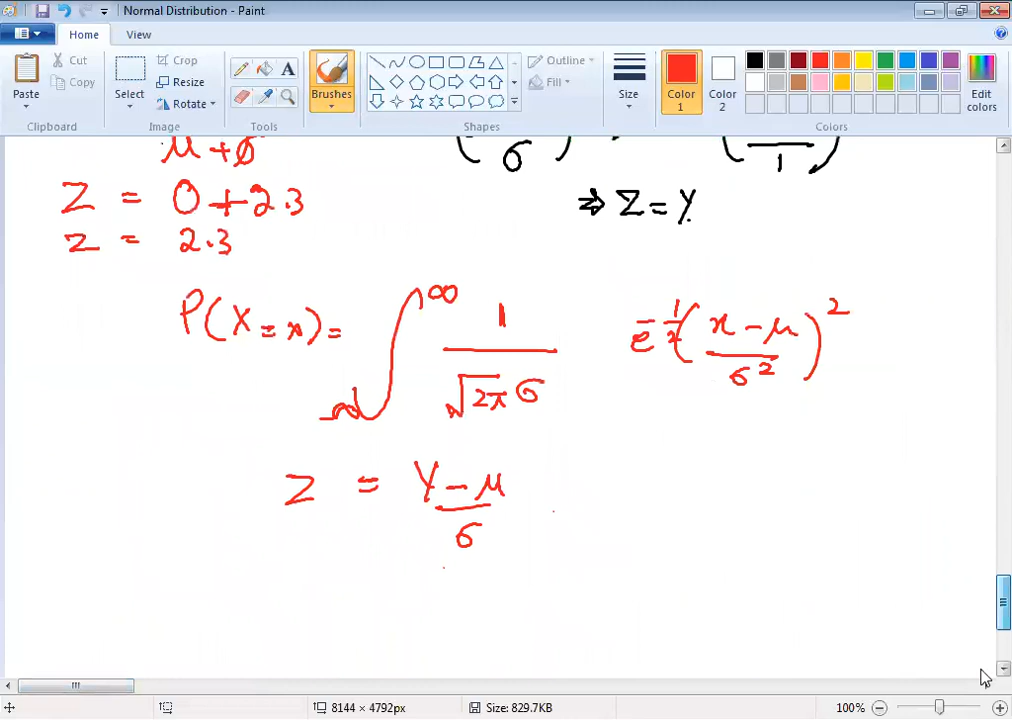 Normal Distribution - Paint
Home View
Paste
Cut
Copy
Clipboard
Select
Crop
Resize
Rotate
Image
A
Tools
Brushes
Outline
Fill
Shapes
Size
Color 1
Color 2
Edit colors
Colors
μ + σ
σ
1
Z = 0 + 2.3
⇒ Z = Y
z = 2.3
P(X = x) = ∫ ∞ 1 / √2π σ e^-1/2 (x - μ / σ^2)^2
Z = Y - μ / σ
8144 × 4792px
Size: 829.7KB
100%